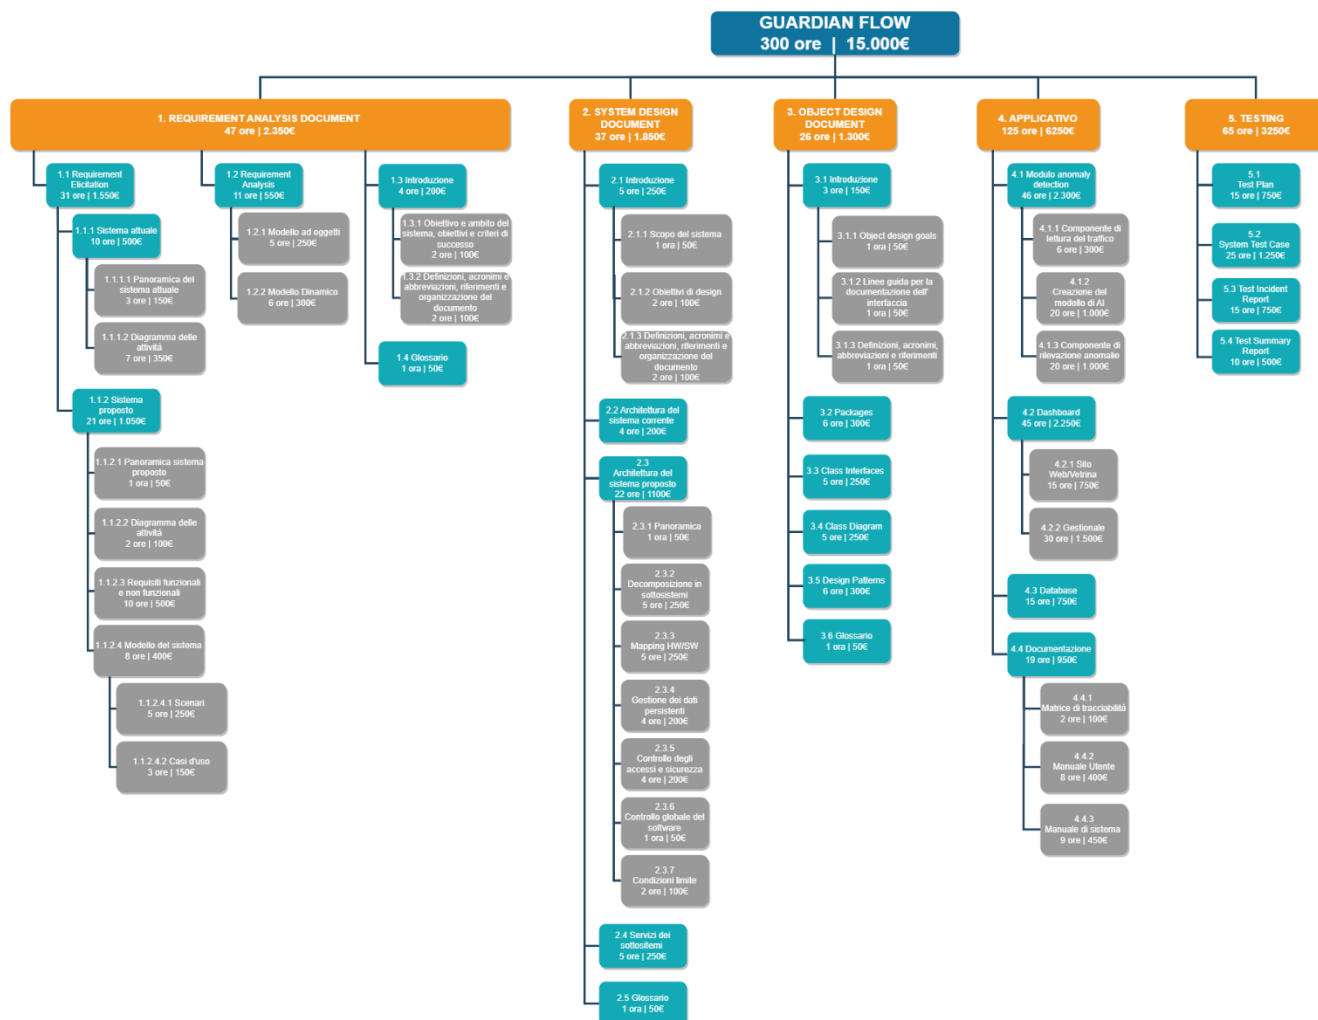 GUARDIAN FLOW
300 ore | 15.000€
1. REQUIREMENT ANALYSIS DOCUMENT
47 ore | 2.350€
1.1 Requirement
Elicitation
31 ore | 1.550€
1.1.1 Sistema attuale
10 ore | 500€
1.1.1.1 Panoramica del
sistema attuale
3 ore | 150€
1.1.1.2 Diagramma delle
attività
7 ore | 350€
1.1.2 Sistema
proposto
21 ore | 1.050€
1.1.2.1 Panoramica sistema
proposto
1 ora | 50€
1.1.2.2 Diagramma delle
attività
2 ore | 100€
1.1.2.3 Requisiti funzionali
e non funzionali
10 ore | 500€
1.1.2.4 Modello del sistema
8 ore | 400€
1.1.2.4.1 Scenari
5 ore | 250€
1.1.2.4.2 Casi d'uso
3 ore | 150€
1.2 Requirement
Analysis
11 ore | 550€
1.2.1 Modello ad oggetti
5 ore | 250€
1.2.2 Modello Dinamico
6 ore | 300€
1.3 Introduzione
4 ore | 200€
1.3.1 Obiettivo e ambito del
sistema, obiettivi e criteri di
successo
2 ore | 100€
1.3.2 Definizioni, acronimi e
abbreviazioni, riferimenti e
organizzazione del
documento
2 ore | 100€
1.4 Glossario
1 ora | 50€
2. SYSTEM DESIGN
DOCUMENT
37 ore | 1.850€
2.1 Introduzione
5 ore | 250€
2.1.1 Scopo del sistema
1 ora | 50€
2.1.2 Obiettivi di design
2 ore | 100€
2.1.3 Definizioni, acronimi e
abbreviazioni, riferimenti e
organizzazione del
documento
2 ore | 100€
2.2 Architettura del
sistema corrente
4 ore | 200€
2.3
Architettura del
sistema proposto
22 ore | 1100€
2.3.1 Panoramica
1 ora | 50€
2.3.2
Decomposizione in
sottosistemi
5 ore | 250€
2.3.3
Mapping HW/SW
5 ore | 250€
2.3.4
Gestione dei dati
persistenti
4 ore | 200€
2.3.5
Controllo degli
accessi e sicurezza
4 ore | 200€
2.3.6
Controllo globale del
software
1 ora | 50€
2.3.7
Condizioni limite
2 ore | 100€
2.4 Servizi dei
sottositemi
5 ore | 250€
2.5 Glossario
1 ora | 50€
3. OBJECT DESIGN
DOCUMENT
26 ore | 1.300€
3.1 Introduzione
3 ore | 150€
3.1.1 Object design goals
1 ora | 50€
3.1.2 Linee guida per la
documentazione dell'
interfaccia
1 ora | 50€
3.1.3 Definizioni, acronimi,
abbreviazioni e riferimenti
1 ora | 50€
3.2 Packages
6 ore | 300€
3.3 Class Interfaces
5 ore | 250€
3.4 Class Diagram
5 ore | 250€
3.5 Design Patterns
6 ore | 300€
3.6 Glossario
1 ora | 50€
4. APPLICATIVO
125 ore | 6250€
4.1 Modulo anomaly
detection
46 ore | 2.300€
4.1.1 Componente di
lettura del traffico
6 ore | 300€
4.1.2
Creazione del
modello di AI
20 ore | 1.000€
4.1.3 Componente di
rilevazione anomalie
20 ore | 1.000€
4.2 Dashboard
45 ore | 2.250€
4.2.1 Sito
Web/Vetrina
15 ore | 750€
4.2.2 Gestionale
30 ore | 1.500€
4.3 Database
15 ore | 750€
4.4 Documentazione
19 ore | 950€
4.4.1
Matrice di tracciabilità
2 ore | 100€
4.4.2
Manuale Utente
8 ore | 400€
4.4.3
Manuale di sistema
9 ore | 450€
5. TESTING
65 ore | 3250€
5.1
Test Plan
15 ore | 750€
5.2
System Test Case
25 ore | 1.250€
5.3 Test Incident
Report
15 ore | 750€
5.4 Test Summary
Report
10 ore | 500€